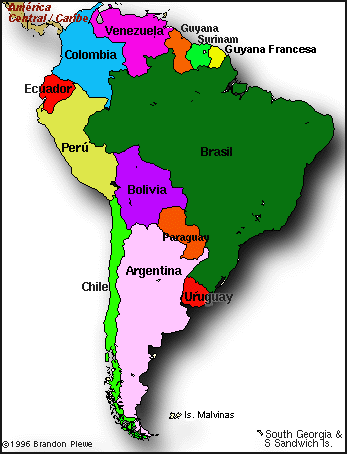 América
Central / Caribe
Venezuela
Guyana
Surinam
Guyana Francesa
Colombia
Ecuador
Perú
Brasil
Bolivia
Paraguay
Chile
Argentina
Uruguay
Is. Malvinas
South Georgia &
S Sandwich Is.
©1996 Brandon Plewe